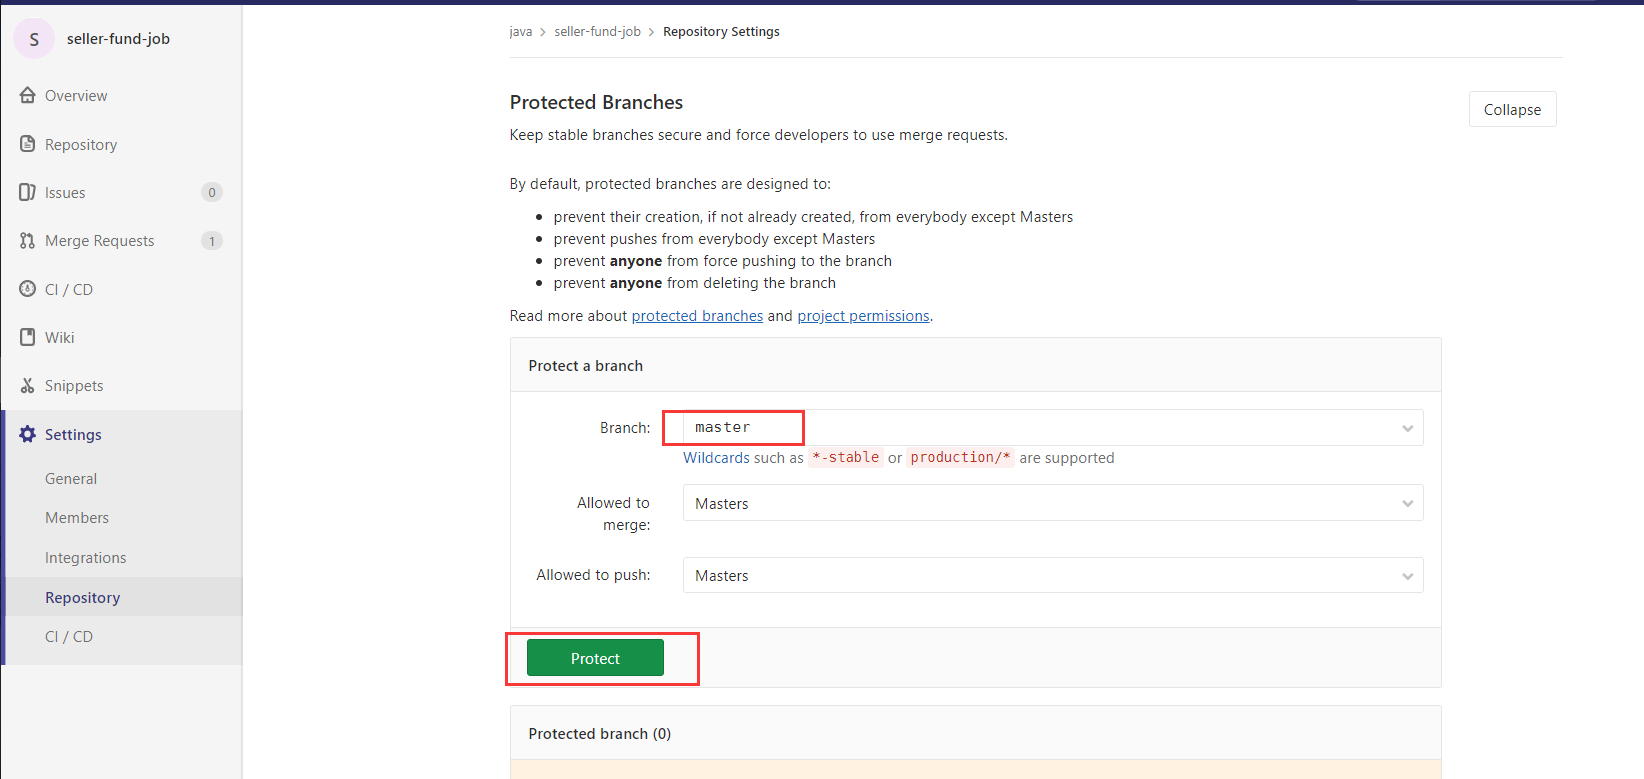 S seller-fund-job
Overview
Repository
Issues 0
Merge Requests 1
CI / CD
Wiki
Snippets
Settings
General
Members
Integrations
Repository
CI / CD
java > seller-fund-job > Repository Settings
Protected Branches
Collapse
Keep stable branches secure and force developers to use merge requests.
By default, protected branches are designed to:
• prevent their creation, if not already created, from everybody except Masters
• prevent pushes from everybody except Masters
• prevent anyone from force pushing to the branch
• prevent anyone from deleting the branch
Read more about protected branches and project permissions.
Protect a branch
Branch: master
Wildcards such as *-stable or production/* are supported
Allowed to
merge:
Masters
Allowed to push: Masters
Protect
Protected branch (0)